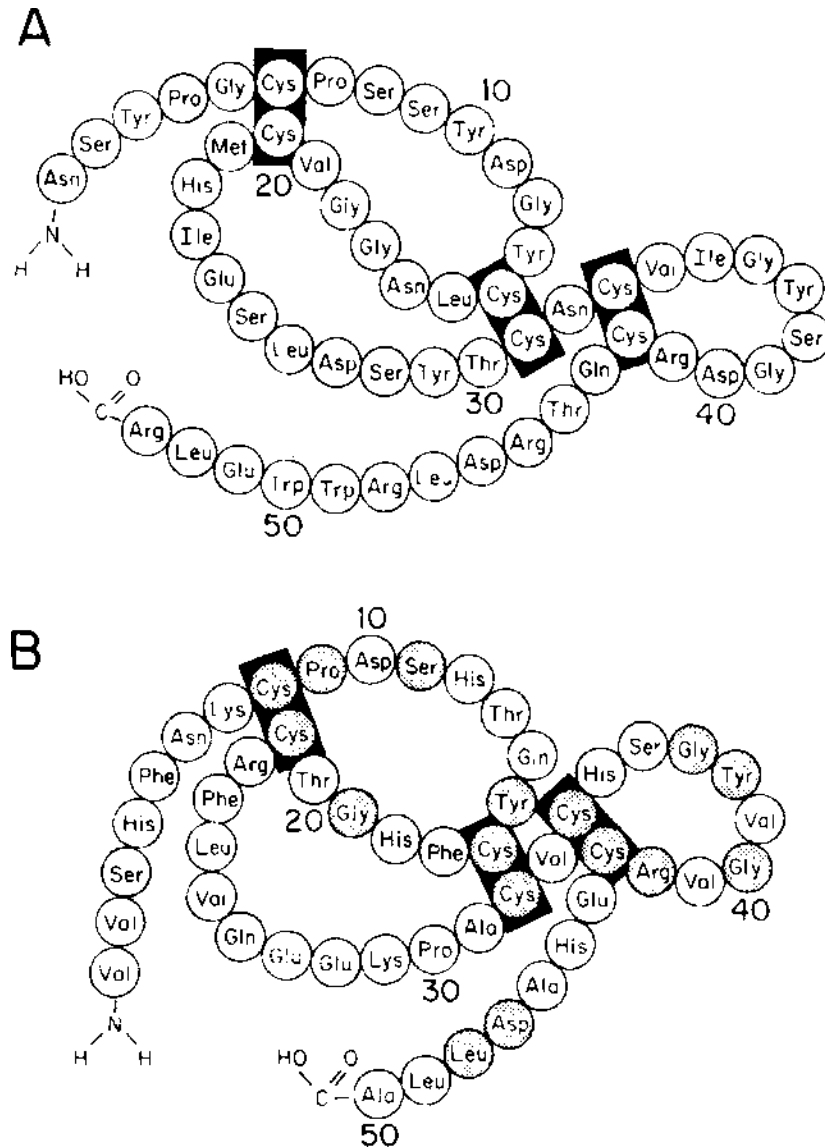 A
H
H
N
Asn
Ser
Tyr
Pro
Gly
Cys
Pro
Ser
Ser
Tyr
10
Asp
Gly
Tyr
Cys
Leu
Asn
Gly
Gly
Val
Cys
20
Met
His
Ile
Glu
Ser
Leu
Asp
Ser
Tyr
Thr
30
Cys
Asn
Cys
Val
Ile
Gly
Tyr
Ser
Gly
Asp
40
Arg
Cys
Gln
Thr
Arg
Asp
Leu
Arg
Trp
Trp
50
Glu
Leu
Arg
C
O
HO
B
H
H
N
Val
Val
Ser
His
Phe
Asn
Lys
Cys
Pro
Asp
10
Ser
His
Thr
Gln
Tyr
Cys
Phe
His
Gly
Thr
20
Cys
Arg
Phe
Leu
Val
Gln
Glu
Glu
Lys
Pro
30
Ala
Cys
Val
Cys
His
Ser
Gly
Tyr
Val
Gly
40
Val
Arg
Cys
Glu
His
Ala
Asp
Leu
Leu
Ala
50
C
O
HO